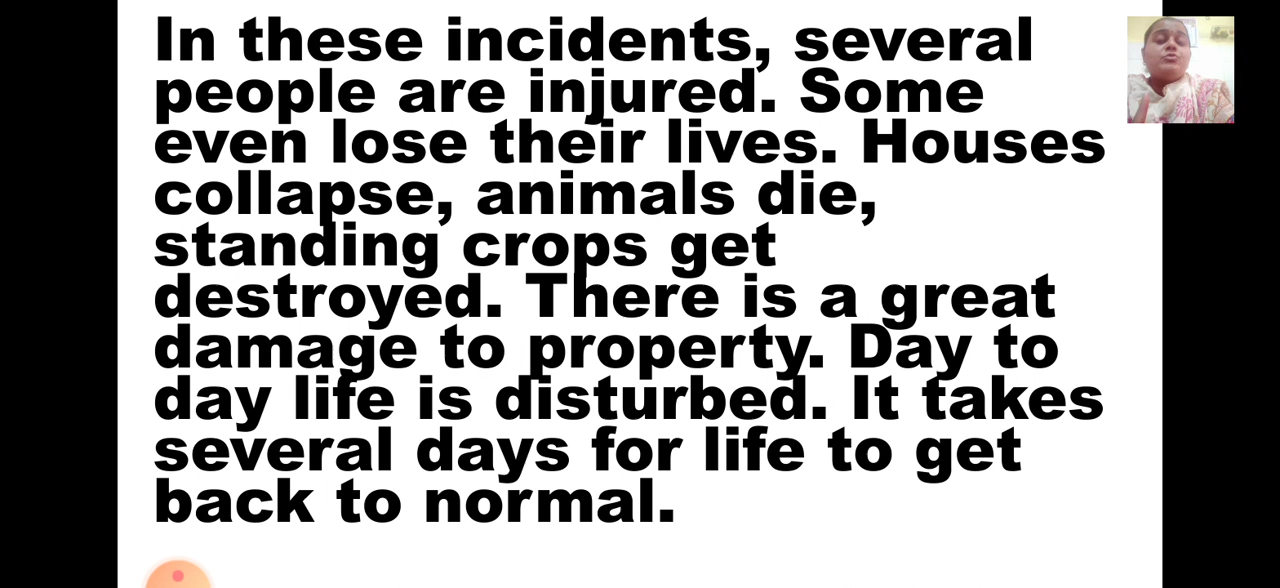 In these incidents, several
people are injured. Some
even lose their lives. Houses
collapse, animals die,
standing crops get
destroyed. There is a great
damage to property. Day to
day life is disturbed. It takes
several days for life to get
back to normal.